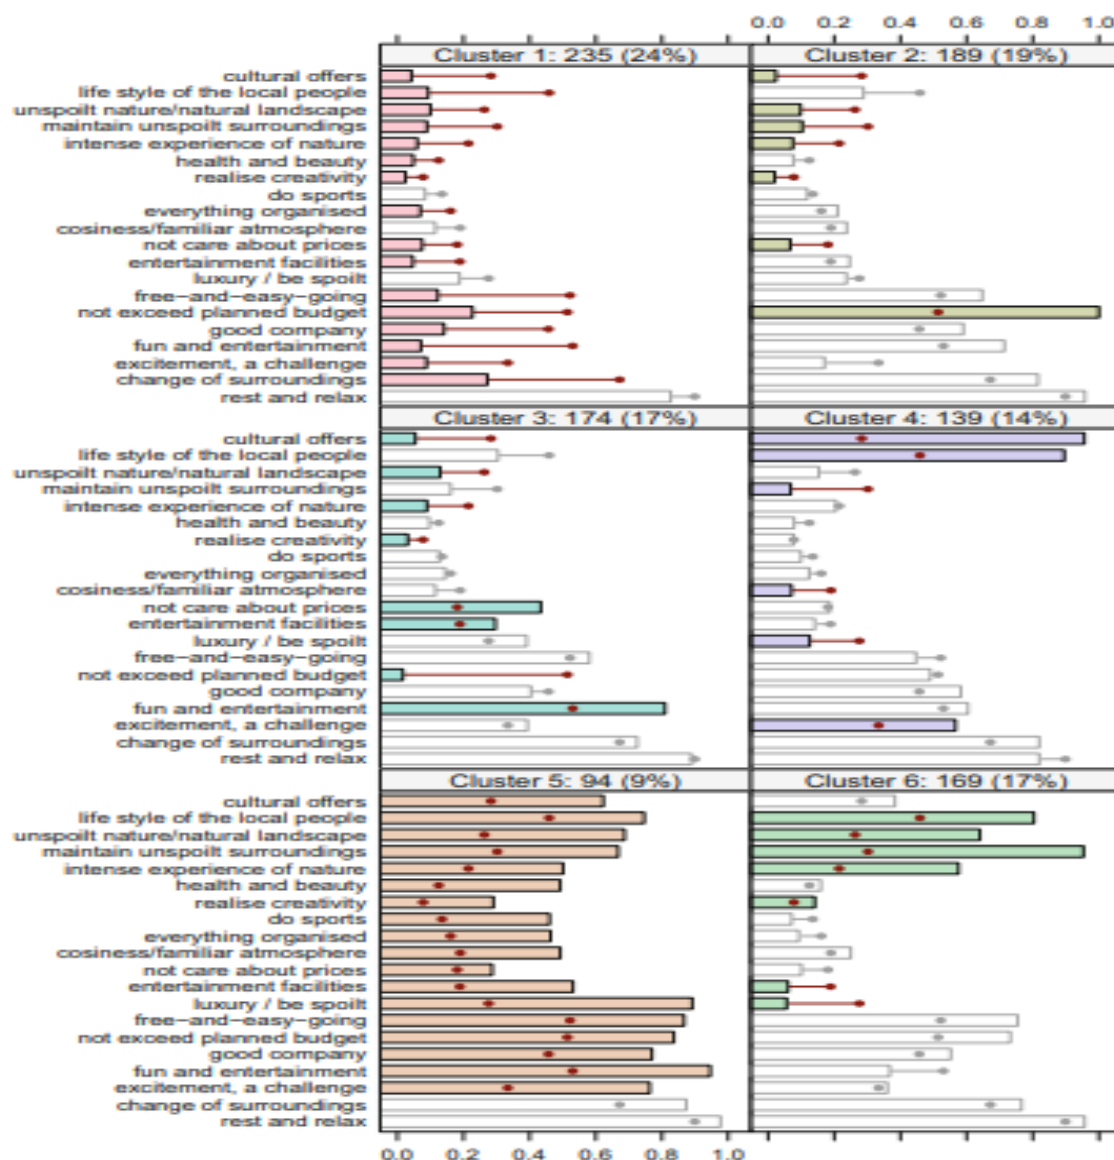 0.0 0.2 0.4 0.6 0.8 1.0
Cluster 1: 235 (24%) Cluster 2: 189 (19%)
cultural offers
life style of the local people
unspoilt nature/natural landscape
maintain unspoilt surroundings
intense experience of nature
health and beauty
realise creativity
do sports
everything organised
cosiness/familiar atmosphere
not care about prices
entertainment facilities
luxury / be spoilt
free-and-easy-going
not exceed planned budget
good company
fun and entertainment
excitement, a challenge
change of surroundings
rest and relax
Cluster 3: 174 (17%) Cluster 4: 139 (14%)
cultural offers
life style of the local people
unspoilt nature/natural landscape
maintain unspoilt surroundings
intense experience of nature
health and beauty
realise creativity
do sports
everything organised
cosiness/familiar atmosphere
not care about prices
entertainment facilities
luxury / be spoilt
free-and-easy-going
not exceed planned budget
good company
fun and entertainment
excitement, a challenge
change of surroundings
rest and relax
Cluster 5: 94 (9%) Cluster 6: 169 (17%)
cultural offers
life style of the local people
unspoilt nature/natural landscape
maintain unspoilt surroundings
intense experience of nature
health and beauty
realise creativity
do sports
everything organised
cosiness/familiar atmosphere
not care about prices
entertainment facilities
luxury / be spoilt
free-and-easy-going
not exceed planned budget
good company
fun and entertainment
excitement, a challenge
change of surroundings
rest and relax
0.0 0.2 0.4 0.6 0.8 1.0